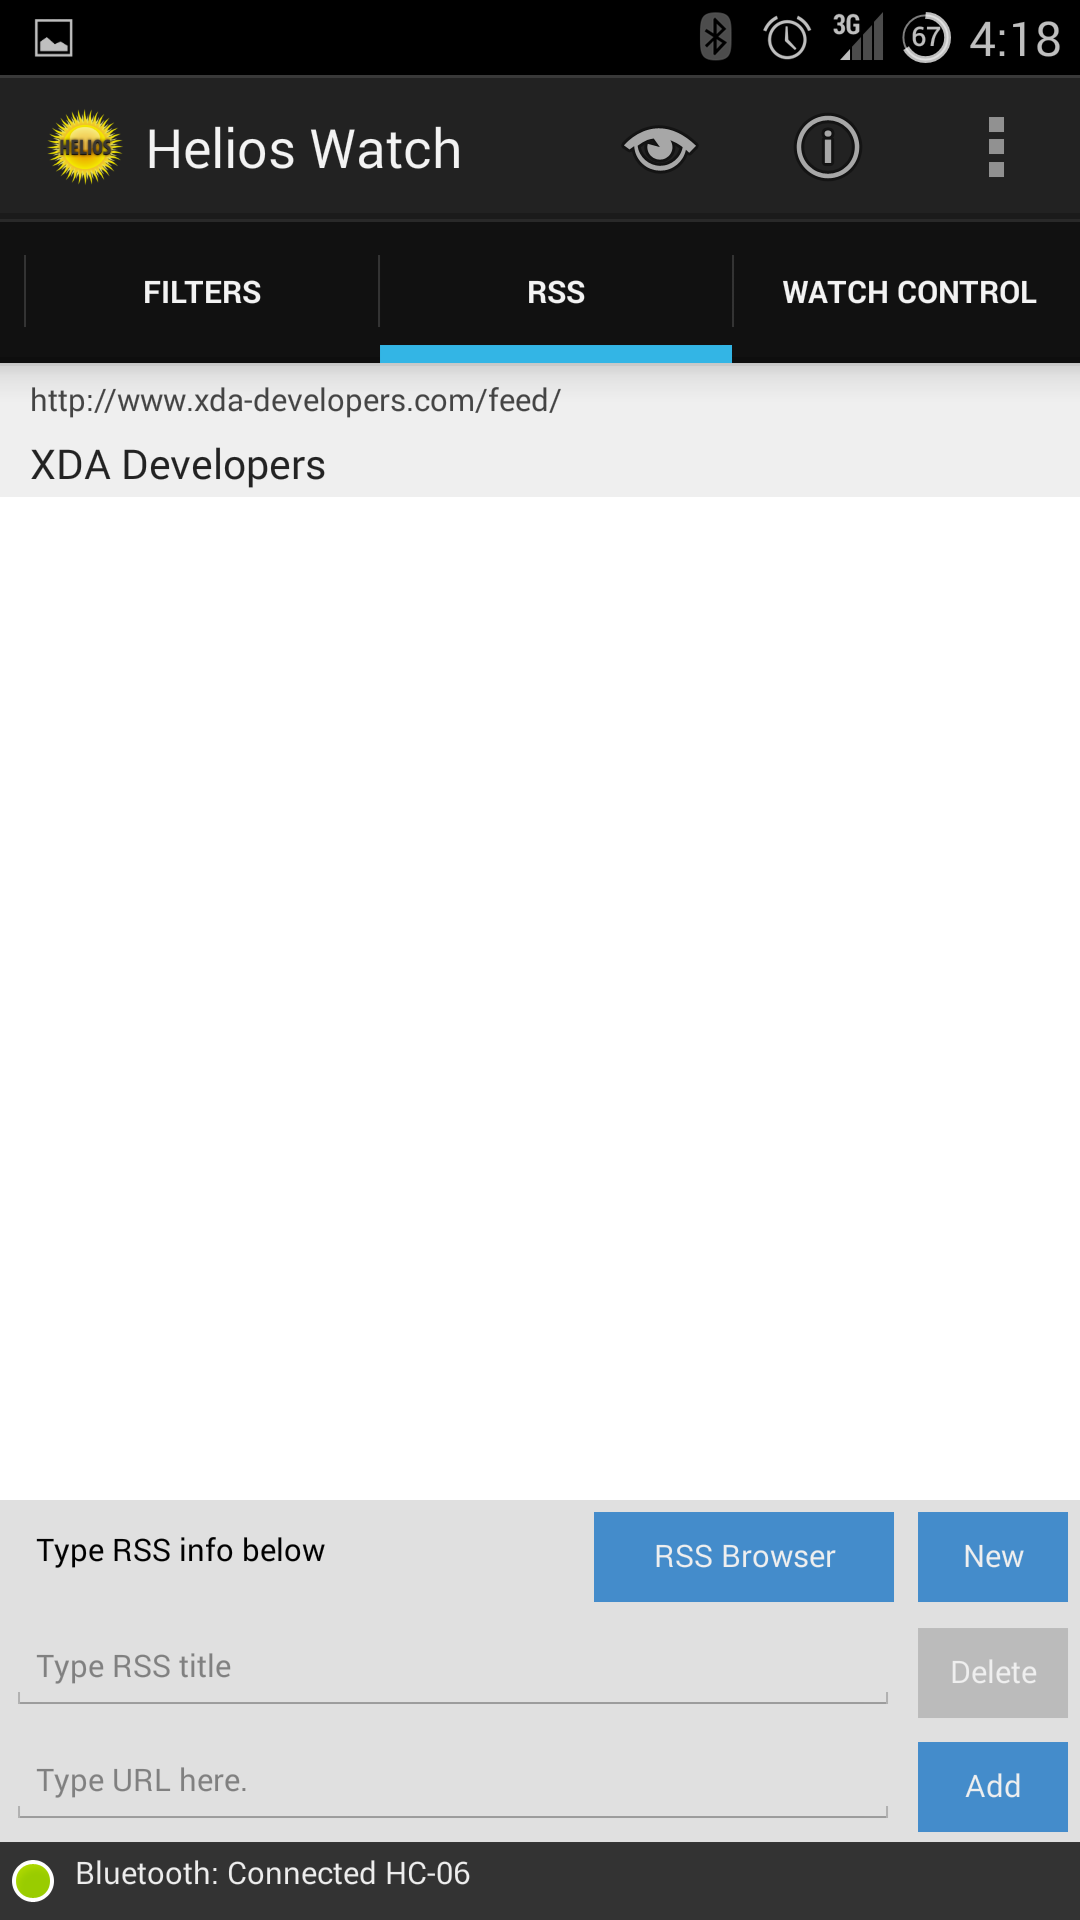 3G 67 4:18
HELIOS Helios Watch
FILTERS RSS WATCH CONTROL
http://www.xda-developers.com/feed/
XDA Developers
Type RSS info below RSS Browser New
Type RSS title Delete
Type URL here. Add
Bluetooth: Connected HC-06